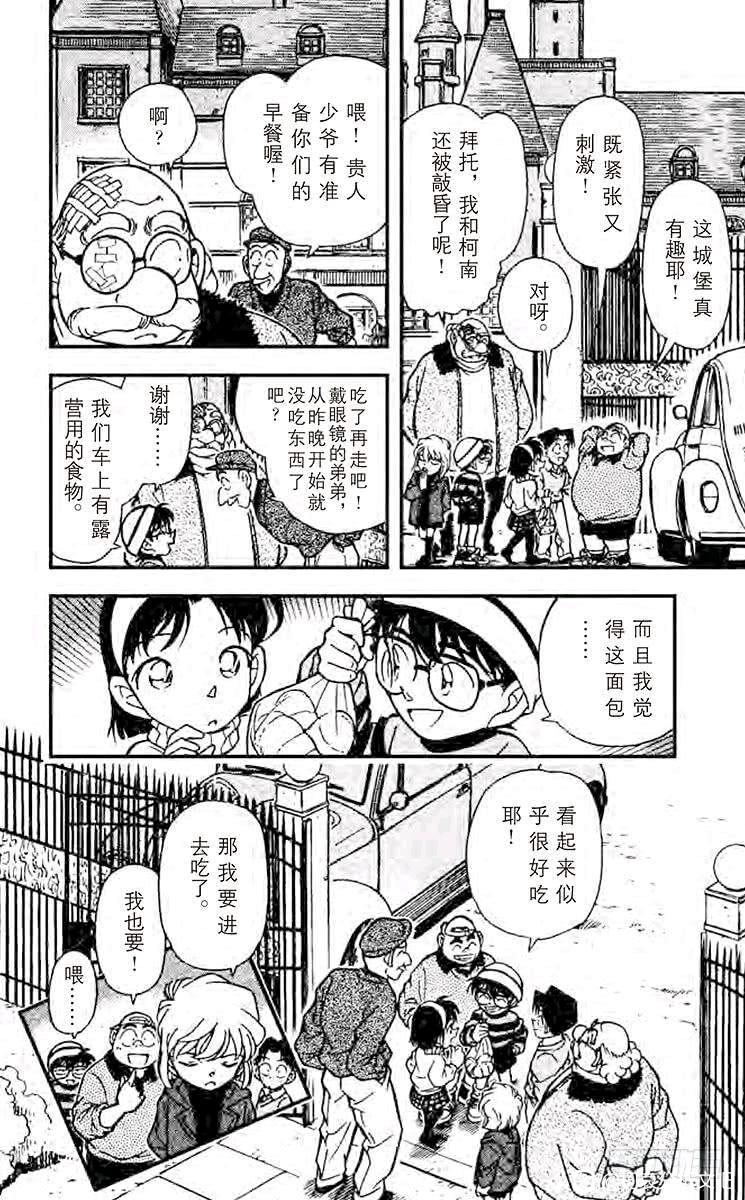 这城堡真
有趣耶！
既紧张又
刺激！
拜托，我和柯南
还被敲昏了呢！
对呀。
喂！贵人
少爷有准
备你们的
早餐喔！
啊？
吃了再走吧！
戴眼镜的弟弟，
从昨晚开始就
没吃东西了
吧？
谢谢……
我们车上有露
营用的食物。
而且我觉
得这面包
……
看起来似
乎很好吃
耶！
那我要进
去吃了。
我也要！
喂……